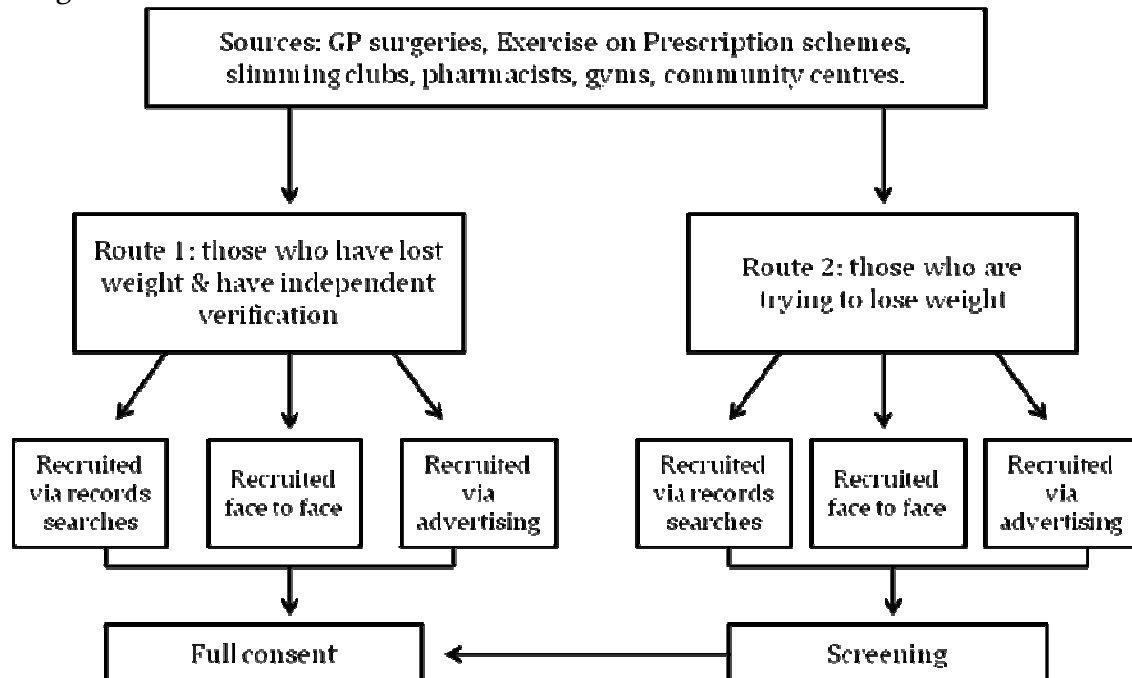 Sources: GP surgeries, Exercise on Prescription schemes,
slimming clubs, pharmacists, gyms, community centres.
Route 1: those who have lost
weight & have independent
verification
Route 2: those who are
trying to lose weight
Recruited
via records
searches
Recruited
face to face
Recruited
via
advertising
Recruited
via records
searches
Recruited
face to face
Recruited
via
advertising
Full consent
Screening